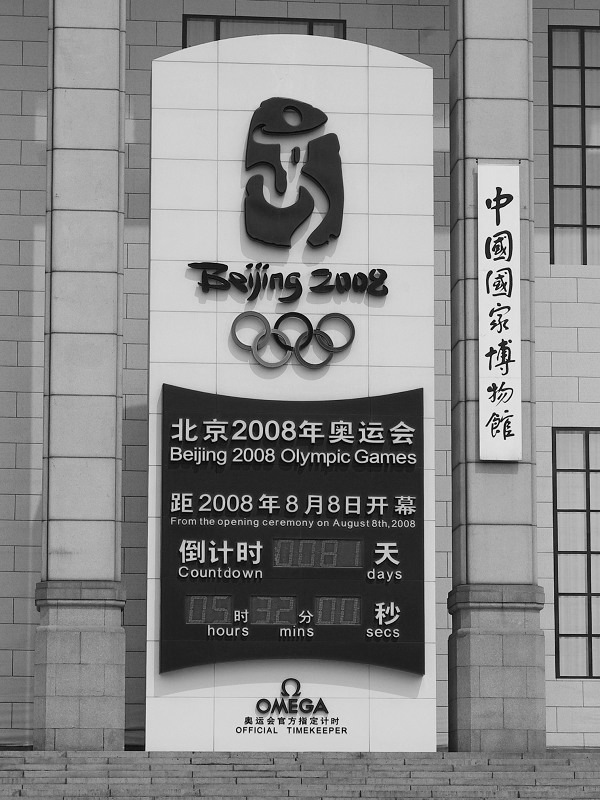 Beijing 2008
北京2008年奥运会
Beijing 2008 Olympic Games
距2008年8月8日开幕
From the opening ceremony on August 8th, 2008
倒计时 0081 天
Countdown days
05 时 32 分 00 秒
hours mins secs
Ω
OMEGA
奥运会官方指定计时
OFFICIAL TIMEKEEPER
中國國家博物館